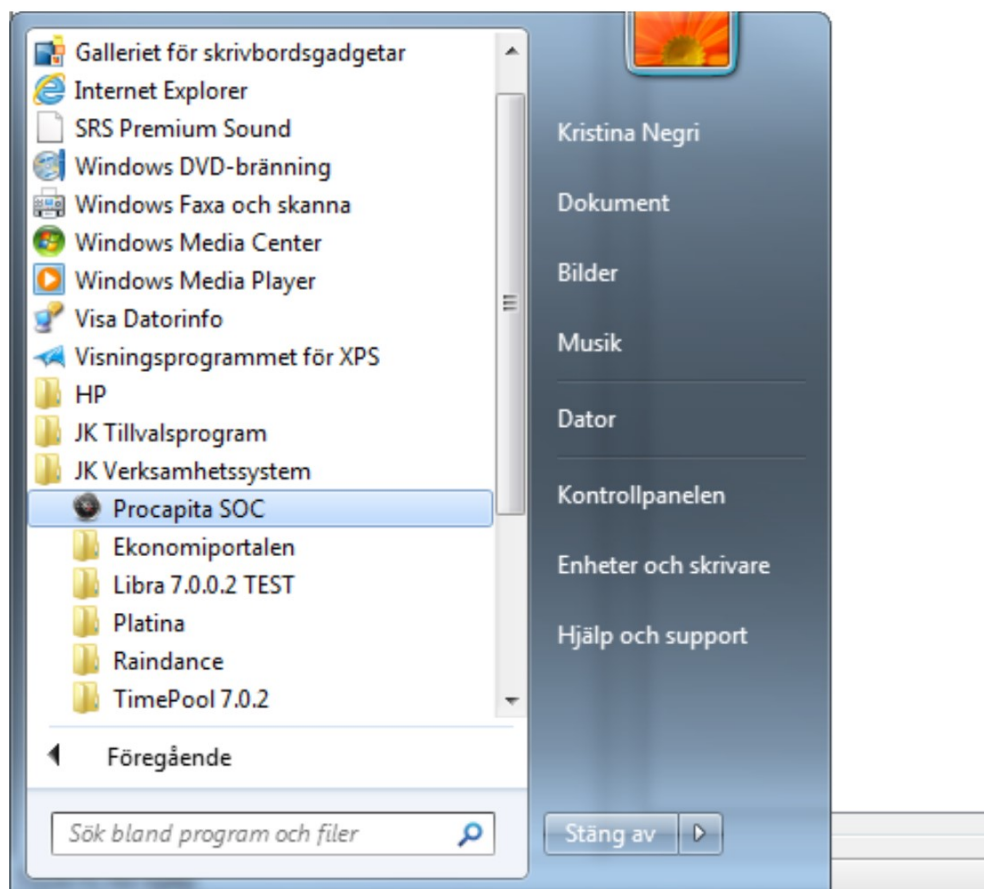 Galleriet för skrivbordsgadgetar
Internet Explorer
SRS Premium Sound
Windows DVD-bränning
Windows Faxa och skanna
Windows Media Center
Windows Media Player
Visa Datorinfo
Visningsprogrammet för XPS
HP
JK Tillvalsprogram
JK Verksamhetssystem
Procapita SOC
Ekonomiportalen
Libra 7.0.0.2 TEST
Platina
Raindance
TimePool 7.0.2
Föregående
Sök bland program och filer
Kristina Negri
Dokument
Bilder
Musik
Dator
Kontrollpanelen
Enheter och skrivare
Hjälp och support
Stäng av